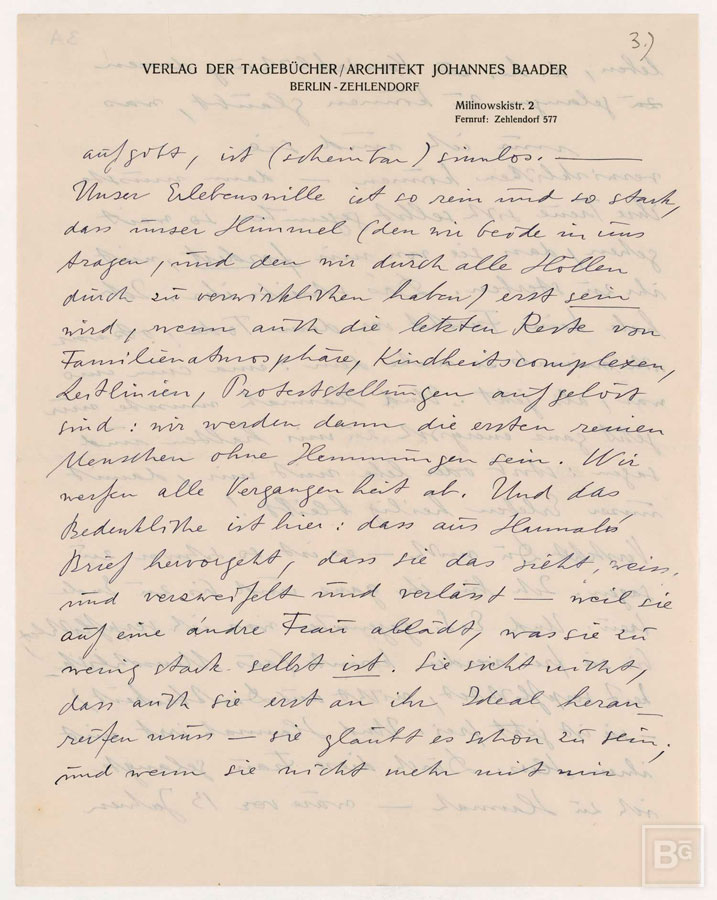 3.)
VERLAG DER TAGEBÜCHER/ARCHITEKT JOHANNES BAADER
BERLIN-ZEHLENDORF
Milinowskistr. 2
Fernruf: Zehlendorf 577
aufgibt, ist (scheinbar) sinnlos. —
Unser Erlebenswille ist so rein und so stark,
dass unser Himmel (den wir beide in uns
tragen, und den wir durch alle Höllen
durch zu verwirklichen haben) erst sein
wird, wenn auch die letzten Reste von
Familienatmosphäre, Kindheitscomplexen,
Leitlinien, Proteststellungen aufgelöst
sind: wir werden dann die ersten reinen
Menschen ohne Hemmungen sein. Wir
werfen alle Vergangenheit ab. Und das
Bedenkliche ist hier: dass aus Hannahs
Brief hervorgeht, dass sie das sieht, weiss,
und verzweifelt und verlässt — weil sie
auf eine andre Frau ablädt, was sie zu
wenig stark selbst ist. Sie sieht nicht,
dass auch sie erst an ihr Ideal heran-
reifen muss — sie glaubt es schon zu sein;
und wenn sie nicht mehr mit mir
BG